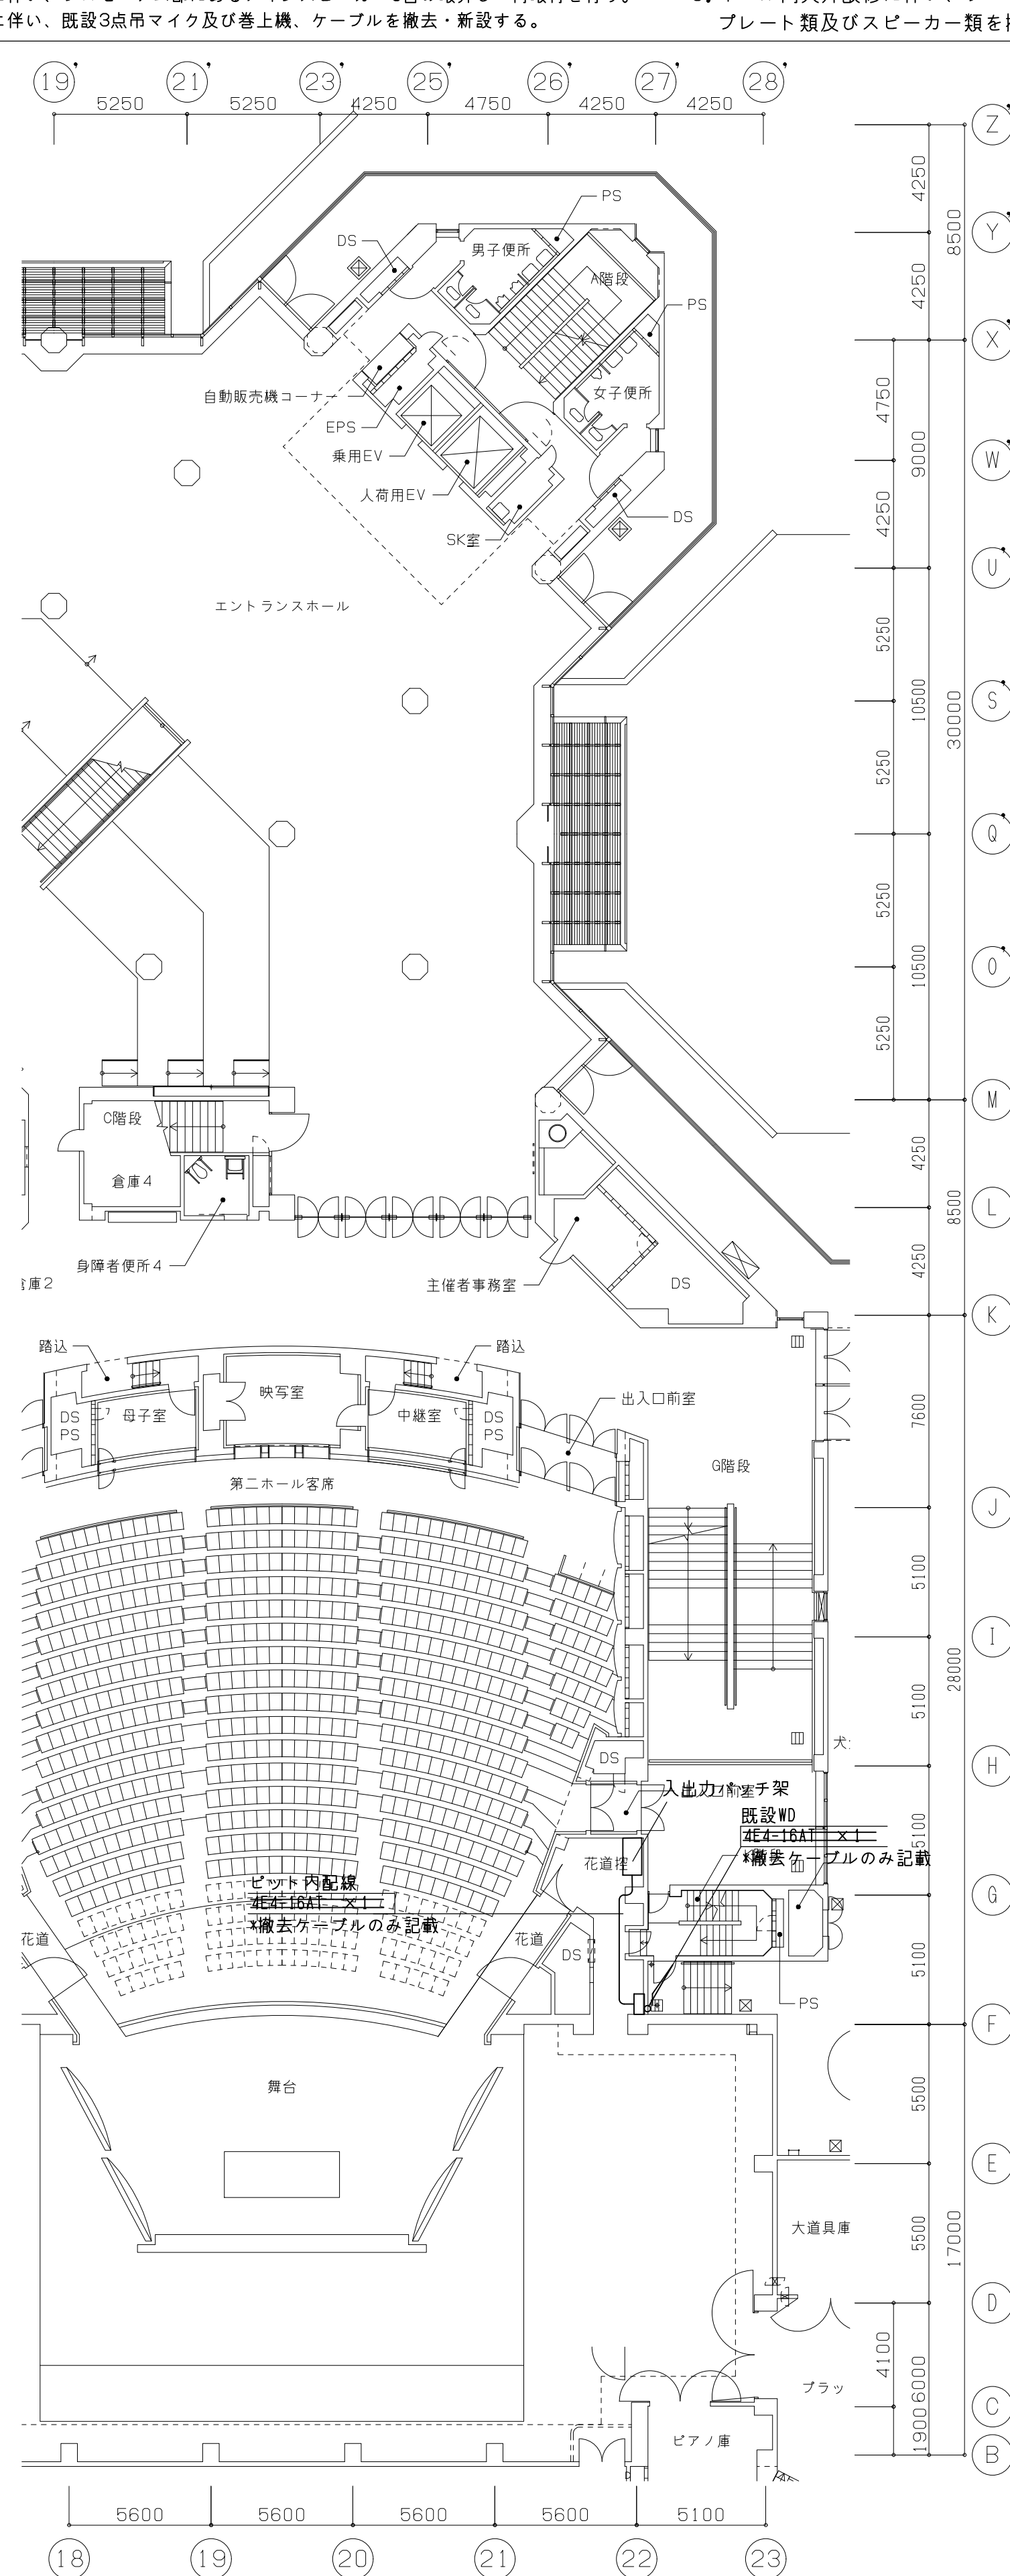 に伴い、既設3点吊マイク及び巻上機、ケーブルを撤去・新設する。
プレート類及びスピーカー類を
19' 21' 23' 25' 26' 27' 28'
5250 5250 4250 4750 4250 4250
Z'
4250
8500
Y'
4250
X'
4750
9000
W'
4250
U'
5250
10500
S'
30000
5250
Q'
5250
10500
O'
5250
M
4250
L
8500
4250
K
7600
J
5100
I
28000
5100
H
5100
G
5100
F
5500
E
17000
5500
D
4100
6000
C
1900
B
PS
DS
男子便所
A階段
PS
自動販売機コーナー
女子便所
EPS
乗用EV
人荷用EV
DS
SK室
エントランスホール
C階段
倉庫4
身障者便所4
倉庫2
主催者事務室
DS
踏込
踏込
映写室
母子室
中継室
DS
PS
DS
PS
出入口前室
G階段
第二ホール客席
DS
入出力パッチ架
既設WD
4E4-16AT ×1
*撤去ケーブルのみ記載
花道控
ピット内配線
4E4-16AT ×1
*撤去ケーブルのみ記載
花道
花道
DS
PS
舞台
大道具庫
プラッ
ピアノ庫
5600 5600 5600 5600 5100
18 19 20 21 22 23